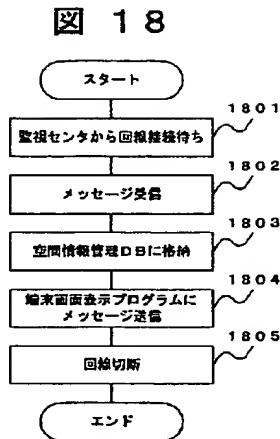 図 18
スタート
1801
監視センタから回線接続待ち
1802
メッセージ受信
1803
空間情報管理DBに格納
1804
端末画面表示プログラムに
メッセージ送信
1805
回線切断
エンド